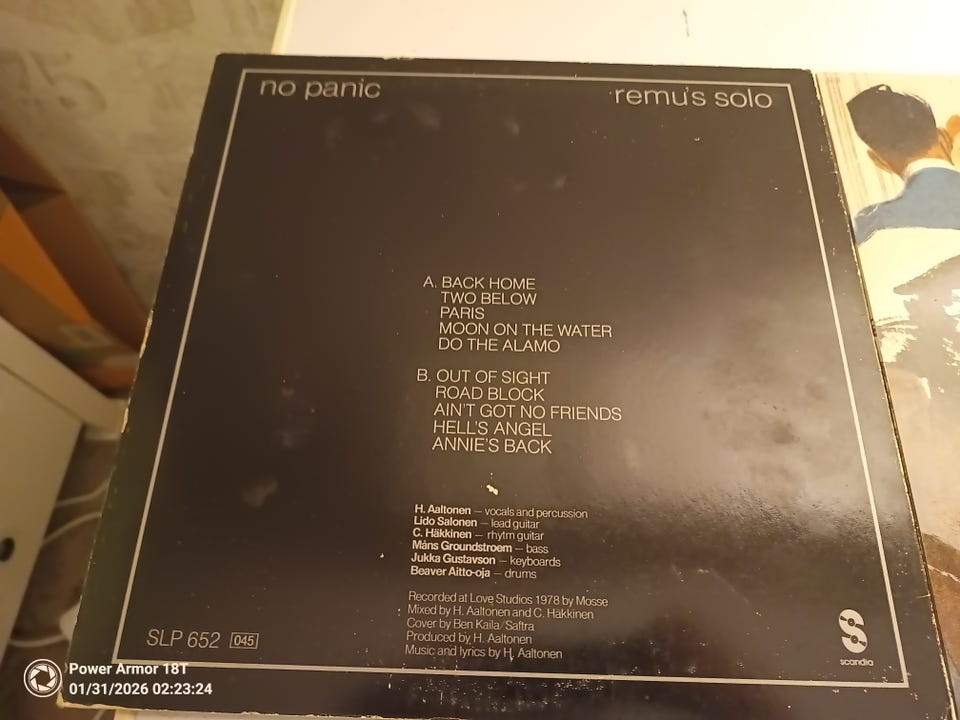 no panic
remu's solo
A. BACK HOME
TWO BELOW
PARIS
MOON ON THE WATER
DO THE ALAMO
B. OUT OF SIGHT
ROAD BLOCK
AIN'T GOT NO FRIENDS
HELL'S ANGEL
ANNIE'S BACK
H. Aaltonen — vocals and percussion
Lido Salonen — lead guitar
C. Häkkinen — rhytm guitar
Måns Groundstroem — bass
Jukka Gustavson — keyboards
Beaver Aitto-oja — drums
Recorded at Love Studios 1978 by Mosse
Mixed by H. Aaltonen and C. Häkkinen
Cover by Ben Kaila/Saftra
Produced by H. Aaltonen
Music and lyrics by H. Aaltonen
SLP 652 045
scandia
Power Armor 18T
01/31/2026 02:23:24